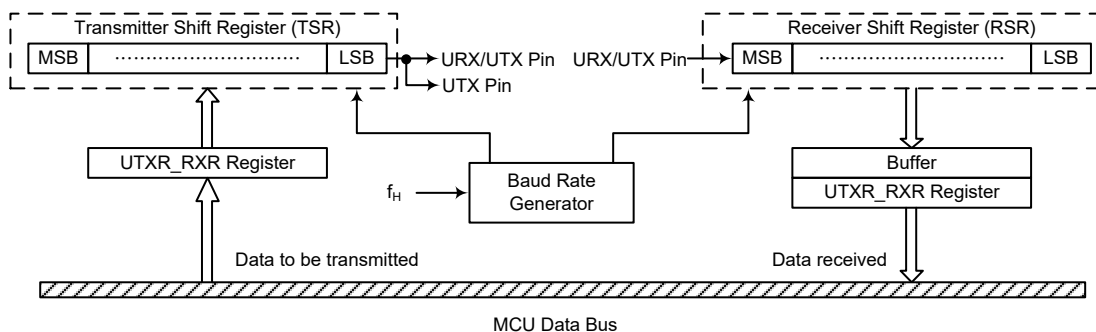 Transmitter Shift Register (TSR)
Receiver Shift Register (RSR)
MSB
LSB
URX/UTX Pin
URX/UTX Pin
MSB
LSB
UTX Pin
UTXR_RXR Register
Buffer
UTXR_RXR Register
fH
Baud Rate
Generator
Data to be transmitted
Data received
MCU Data Bus